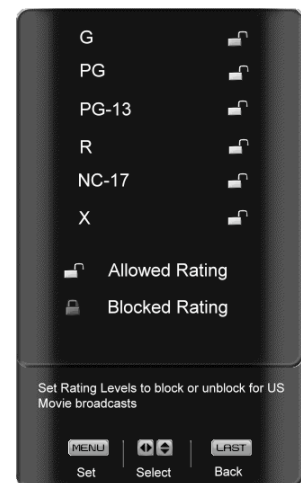 G
PG
PG-13
R
NC-17
X
Allowed Rating
Blocked Rating
Set Rating Levels to block or unblock for US
Movie broadcasts
MENU LAST
Set Select Back